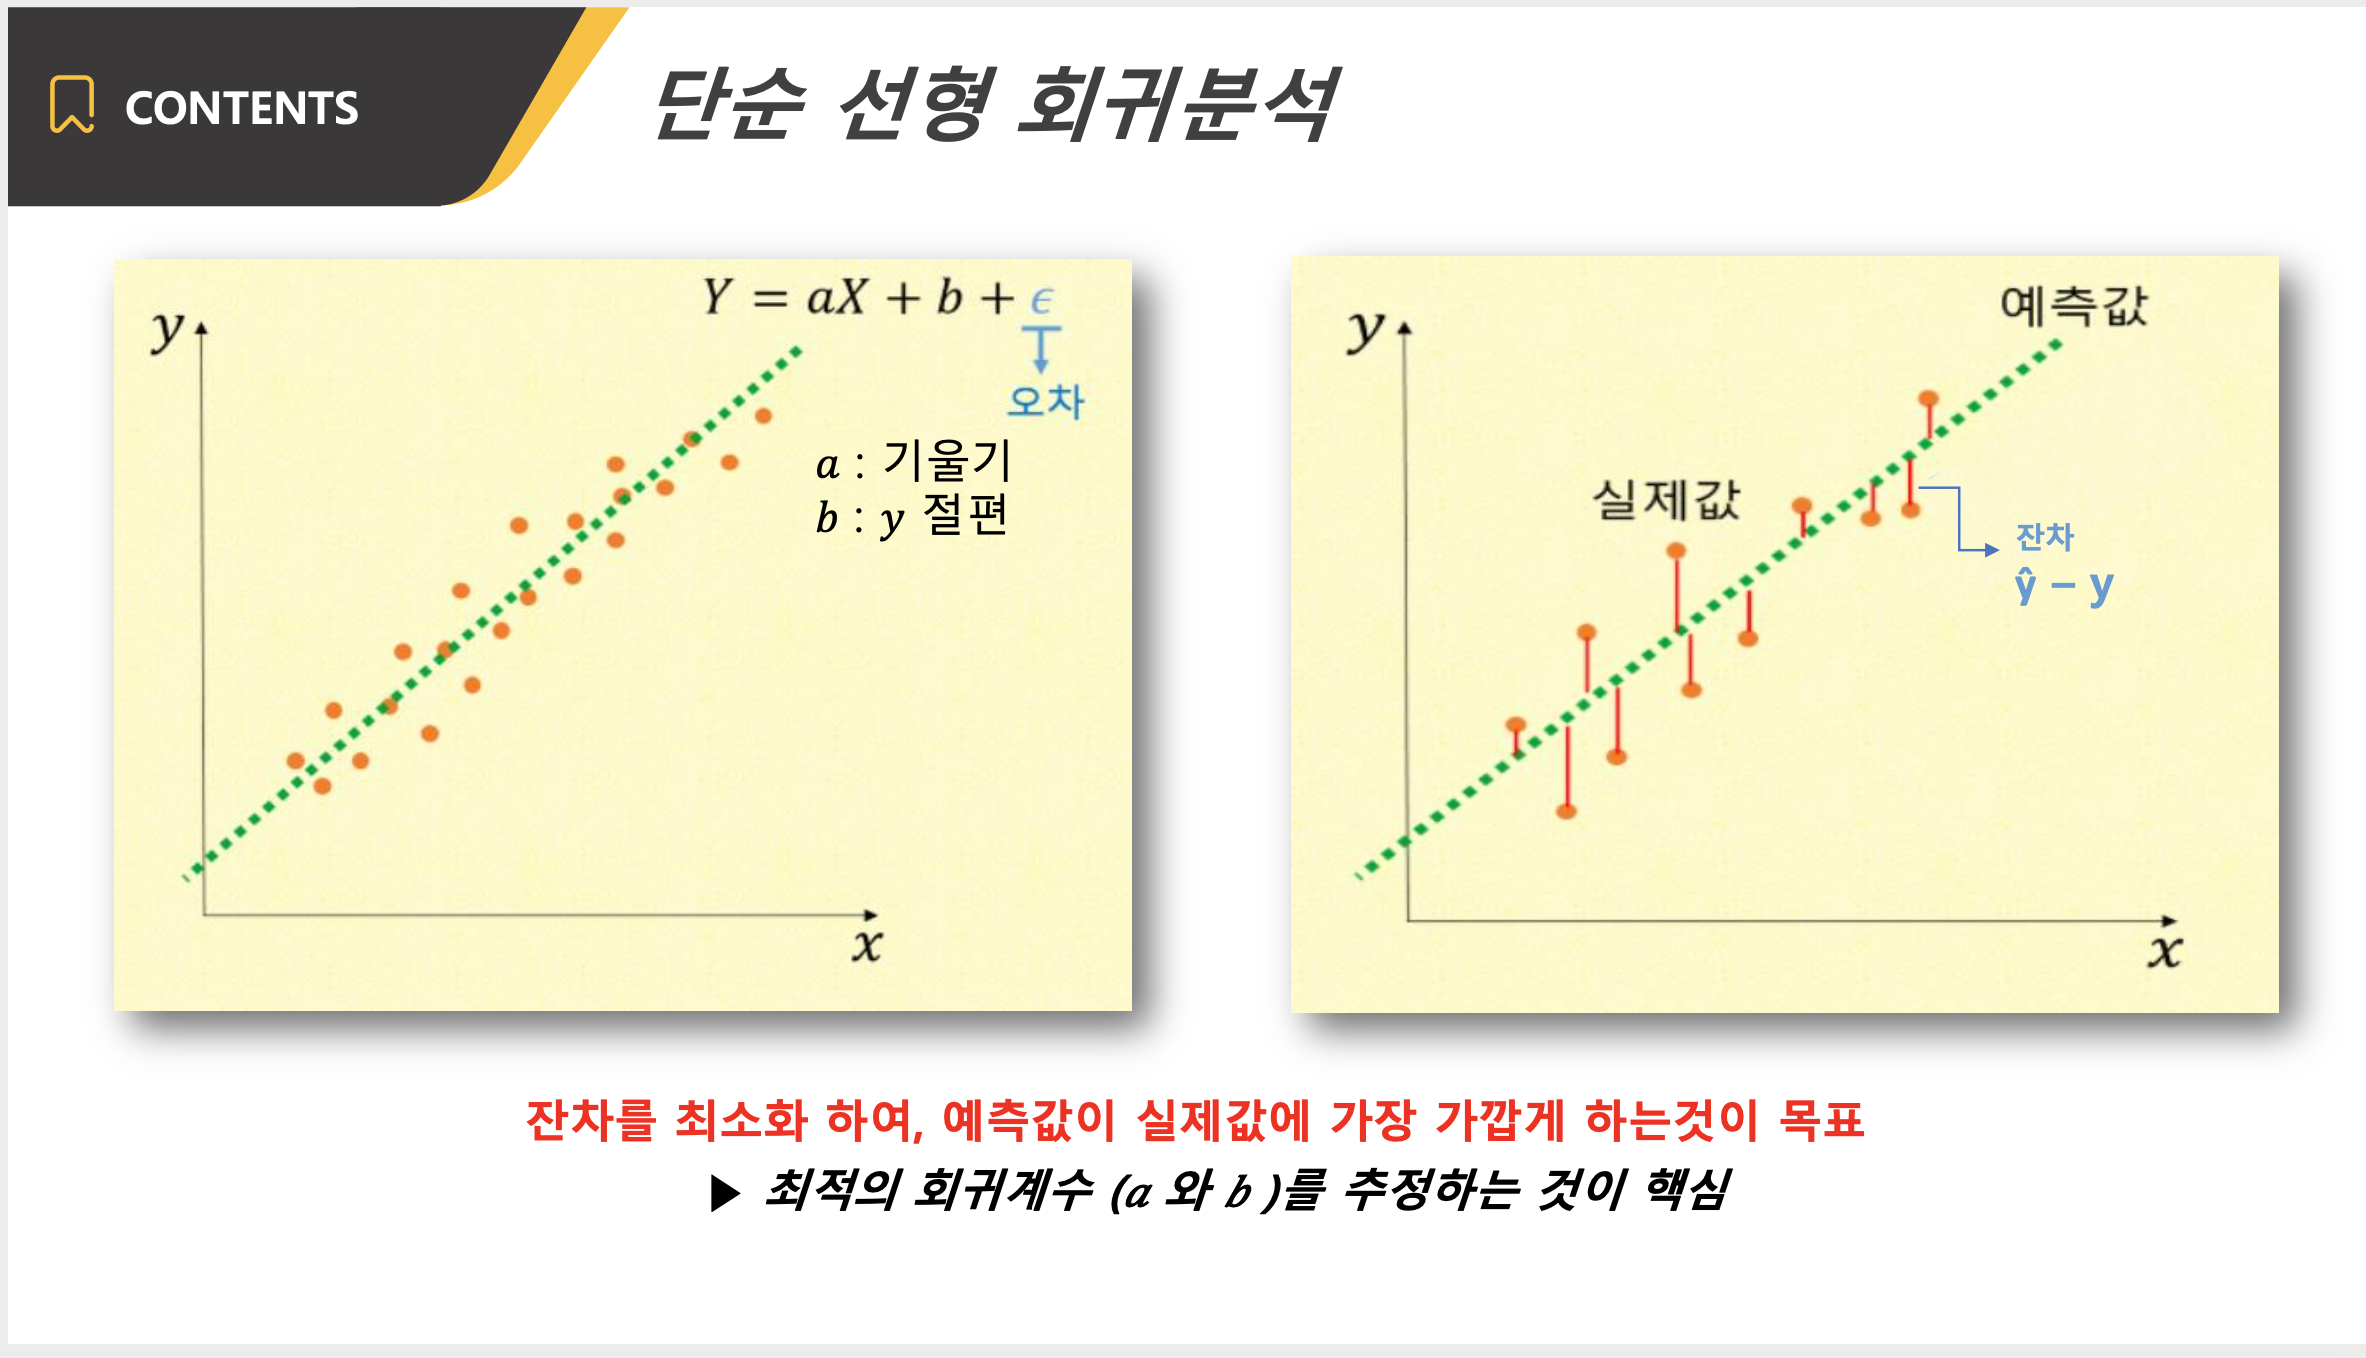 CONTENTS
단순 선형 회귀분석
Y = aX + b + ϵ
오차
y
a : 기울기
b : y 절편
x
예측값
y
실제값
잔차
ŷ – y
x
잔차를 최소화 하여, 예측값이 실제값에 가장 가깝게 하는것이 목표
▶ 최적의 회귀계수 (a 와 b )를 추정하는 것이 핵심